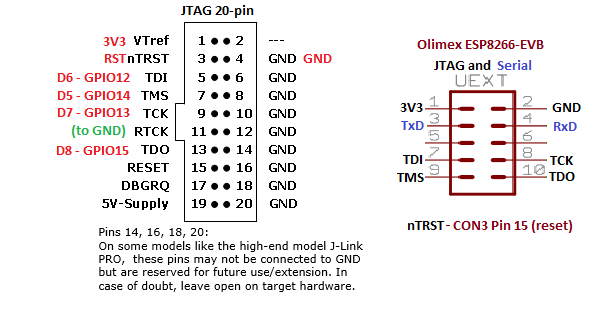 JTAG 20-pin
3V3 VTref 1 2 ---
RST nTRST 3 4 GND GND
D6 - GPIO12 TDI 5 6 GND
D5 - GPIO14 TMS 7 8 GND
D7 - GPIO13 TCK 9 10 GND
(to GND) RTCK 11 12 GND
D8 - GPIO15 TDO 13 14 GND
RESET 15 16 GND
DBGRQ 17 18 GND
5V-Supply 19 20 GND
Pins 14, 16, 18, 20:
On some models like the high-end model J-Link
PRO, these pins may not be connected to GND
but are reserved for future use/extension. In
case of doubt, leave open on target hardware.
Olimex ESP8266-EVB
JTAG and Serial
UEXT
3V3 1 2 GND
TxD 3 4 RxD
5 6
TDI 7 8 TCK
TMS 9 10 TDO
nTRST - CON3 Pin 15 (reset)